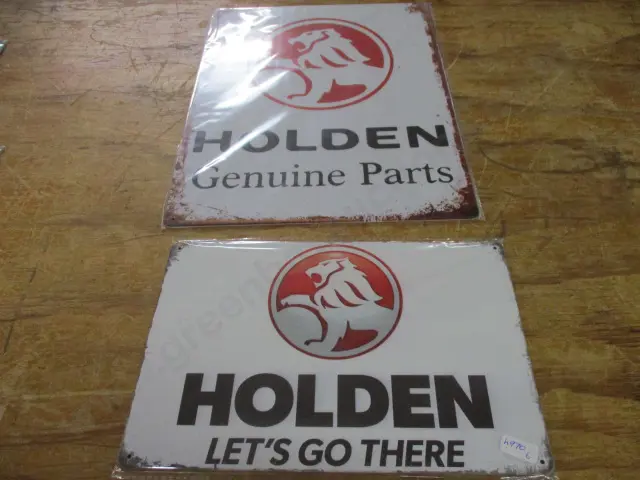 HOLDEN
Genuine Parts
HOLDEN
LET'S GO THERE